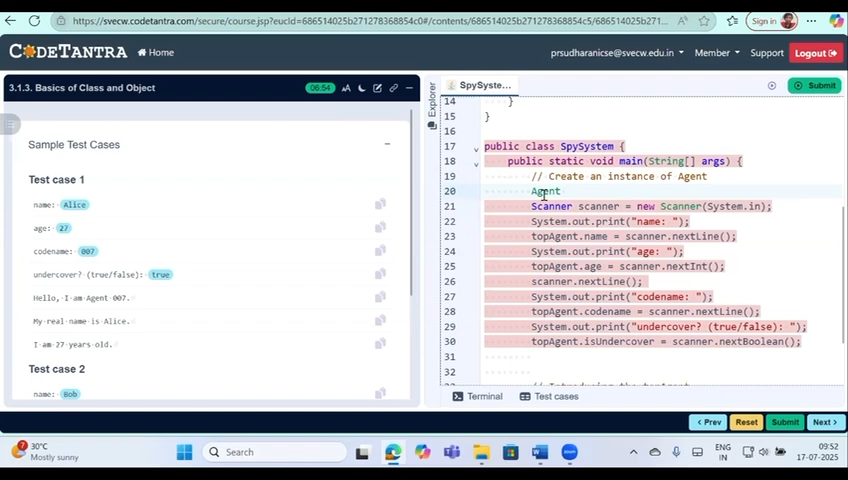 https://svecw.codetantra.com/secure/course.jsp?eucId=686514205b271278368854c0#/contents/686514205b271278368854c6/686514205b271...
Sign in
CODETANTRA
Home
prsudharanicse@svecw.edu.in
Member
Support
Logout
3.1.3. Basics of Class and Object
06:54
AA
Explorer
SpySyste...
Submit
Sample Test Cases
Test case 1
name: Alice
age: 27
codename: 007
undercover? (true/false): true
Hello, I am Agent 007.
My real name is Alice.
I am 27 years old.
Test case 2
name: Bob
14 }
15 }
16
17 public class SpySystem {
18 public static void main(String[] args) {
19 // Create an instance of Agent
20 Agent
21 Scanner scanner = new Scanner(System.in);
22 System.out.print("name: ");
23 topAgent.name = scanner.nextLine();
24 System.out.print("age: ");
25 topAgent.age = scanner.nextInt();
26 scanner.nextLine();
27 System.out.print("codename: ");
28 topAgent.codename = scanner.nextLine();
29 System.out.print("undercover? (true/false): ");
30 topAgent.isUndercover = scanner.nextBoolean();
31
32
Terminal
Test cases
< Prev
Reset
Submit
Next >
7
30°C
Mostly sunny
Search
ENG
IN
09:52
17-07-2025